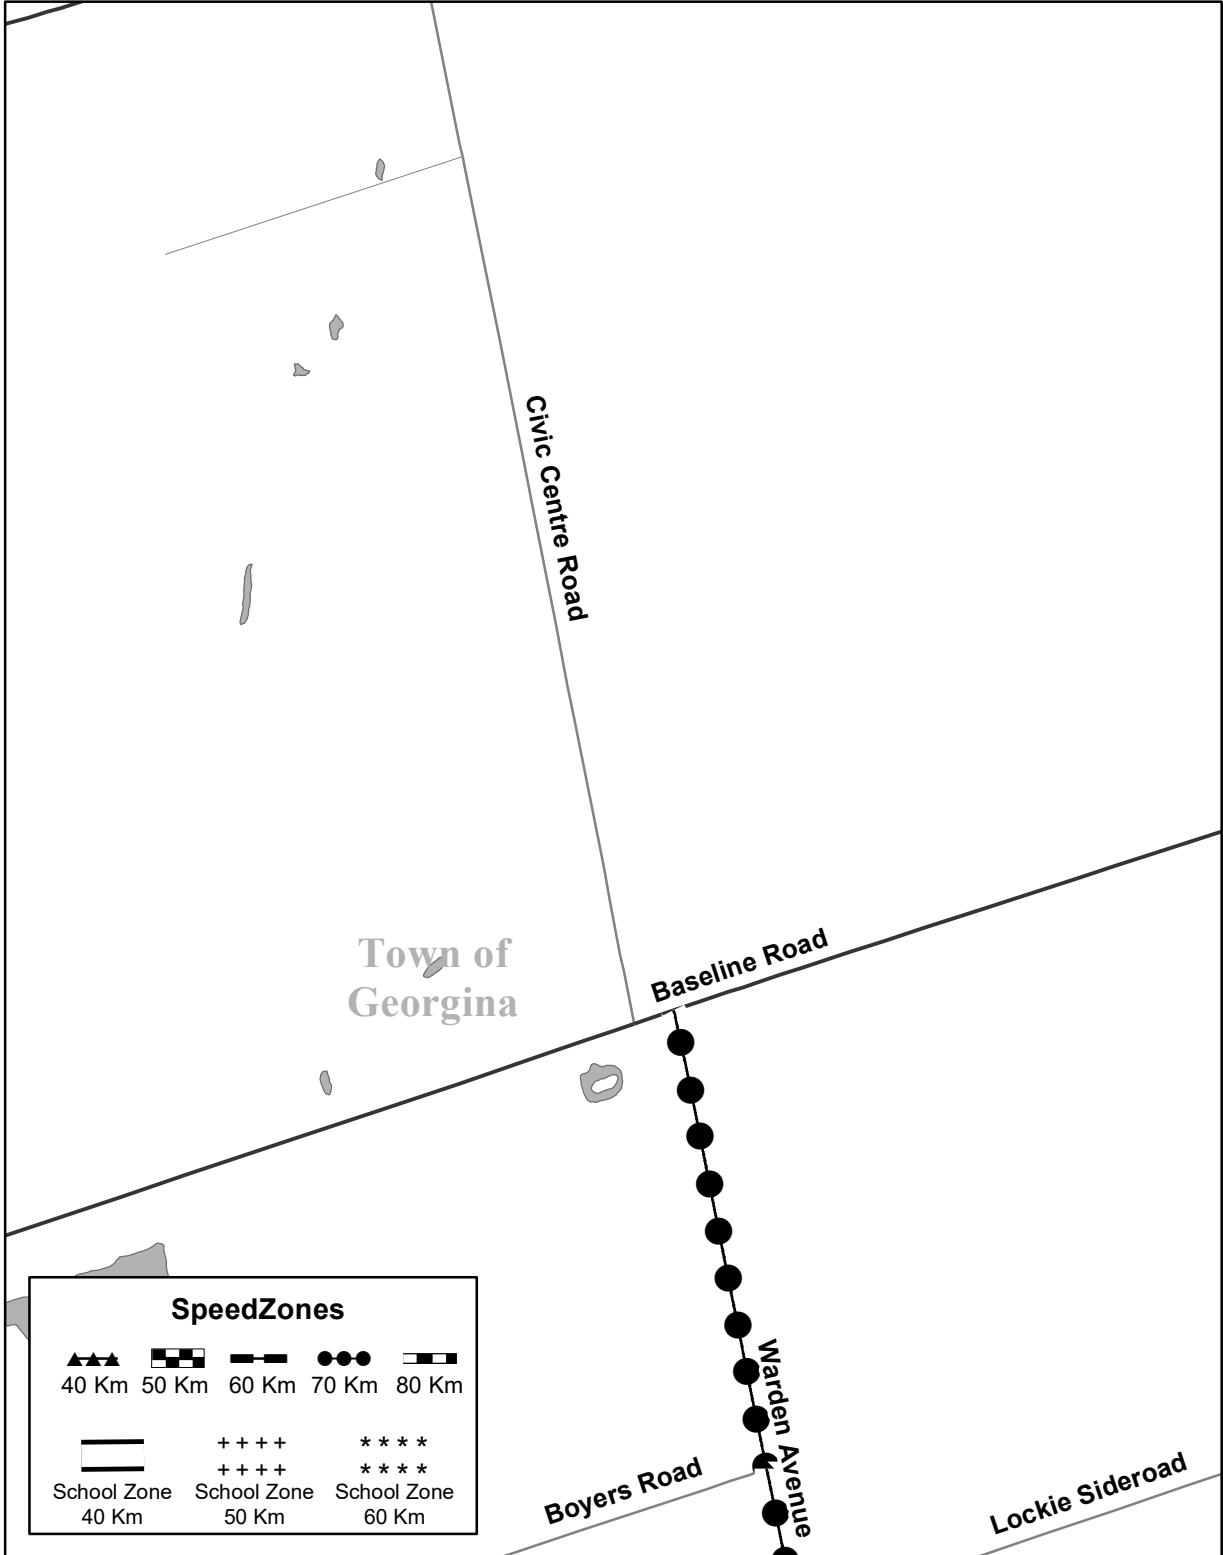 Civic Centre Road
Baseline Road
Town of
Georgina
Warden Avenue
Boyers Road
Lockie Sideroad
SpeedZones
40 Km 50 Km 60 Km 70 Km 80 Km
School Zone School Zone School Zone
40 Km 50 Km 60 Km